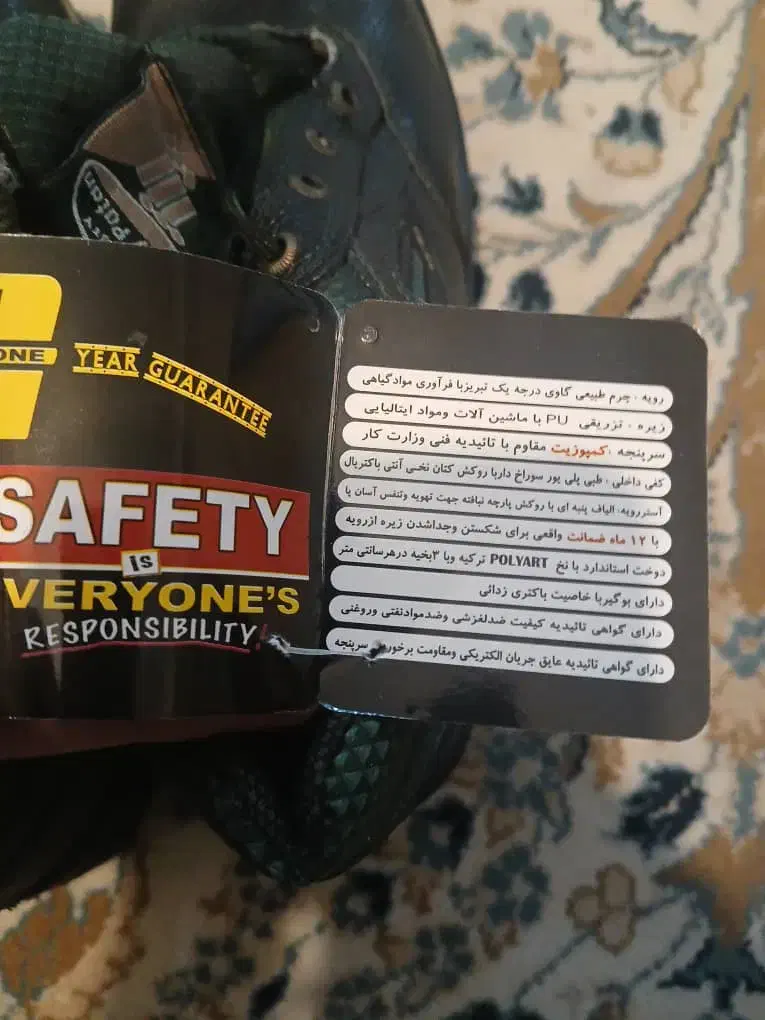 Paton
ONE YEAR GUARANTEE
SAFETY
IS
VERYONE'S
RESPONSIBILITY!
رویه : چرم طبیعی گاوی درجه یک تبریزبا فرآوری موادگیاهی
زیره : تزریقی PU با ماشین آلات ومواد ایتالیایی
سرپنجه :کمپوزیت مقاوم با تائیدیه فنی وزارت کار
کفی داخلی : طبی پلی یور سوراخ داربا روکش کتان نخی آنتی باکتریال
آستررویه: الیاف پنبه ای با روکش پارچه نبافته جهت تهویه وتنفس آسان پا
با ۱۲ ماه ضمانت واقعی برای شکستن وجداشدن زیره ازرویه
دوخت استاندارد با نخ POLYART ترکیه وبا ۳بخیه درهرسانتی متر
دارای بوگیربا خاصیت باکتری زدائی
دارای گواهی تائیدیه کیفیت ضدلغزشی وضدموادنفتی وروغنی
دارای گواهی تائیدیه عایق جریان الکتریکی ومقاومت برخورد سرپنجه